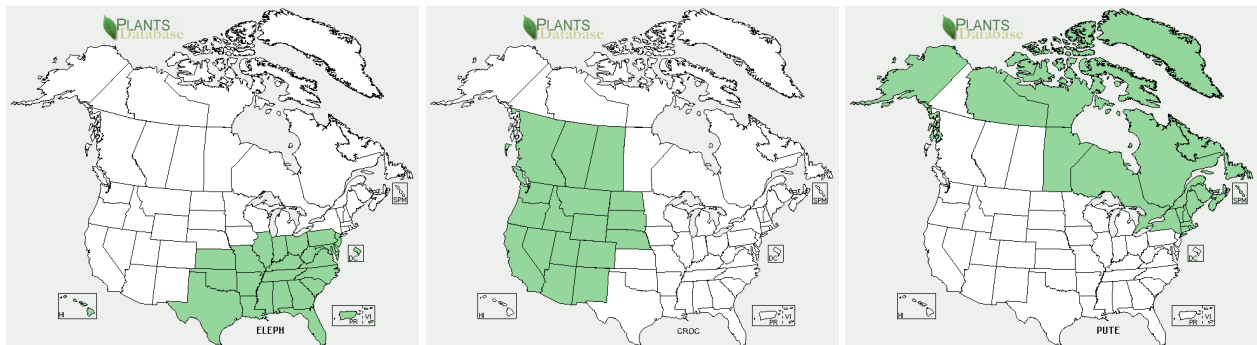 PLANTS
Database
SPM
DC
HI
PR
VI
ELEPH
PLANTS
Database
SPM
DC
HI
PR
VI
CROC
PLANTS
Database
SPM
DC
HI
PR
VI
PUTE